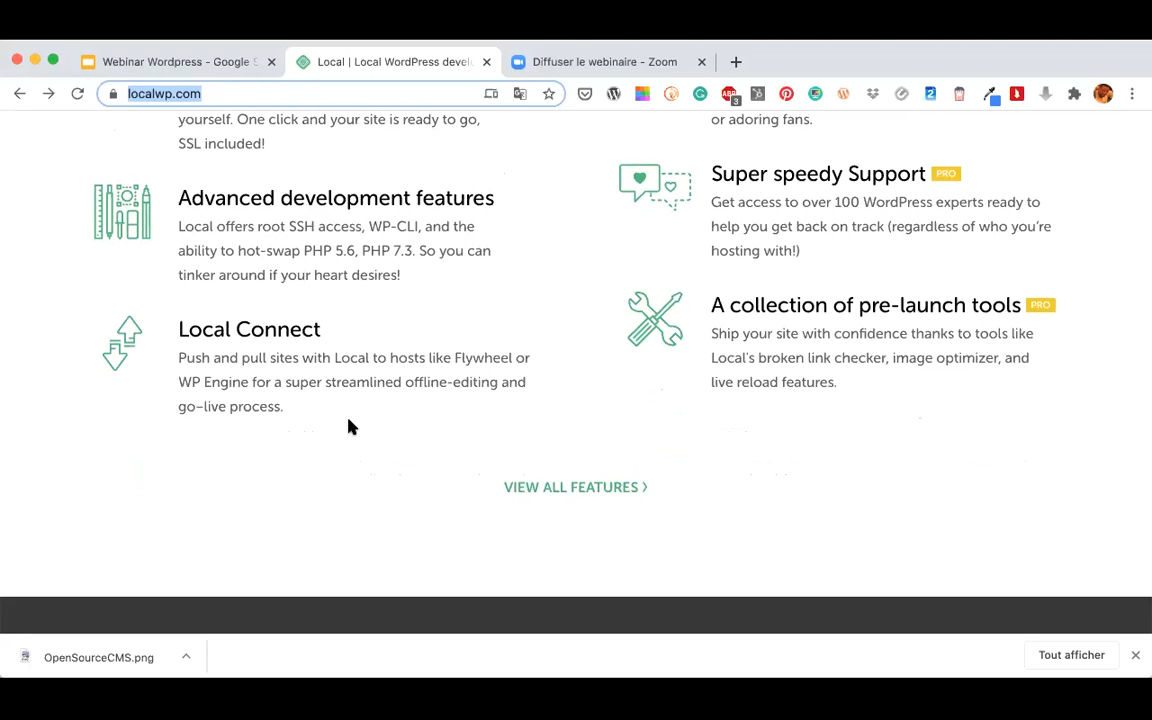 Webinar Wordpress - Google S
Local | Local WordPress develo
Diffuser le webinaire - Zoom
localwp.com
3
2
yourself. One click and your site is ready to go,
SSL included!
Advanced development features
Local offers root SSH access, WP-CLI, and the
ability to hot-swap PHP 5.6, PHP 7.3. So you can
tinker around if your heart desires!
Local Connect
Push and pull sites with Local to hosts like Flywheel or
WP Engine for a super streamlined offline-editing and
go–live process.
or adoring fans.
Super speedy Support PRO
Get access to over 100 WordPress experts ready to
help you get back on track (regardless of who you're
hosting with!)
A collection of pre-launch tools PRO
Ship your site with confidence thanks to tools like
Local's broken link checker, image optimizer, and
live reload features.
VIEW ALL FEATURES ›
OpenSourceCMS.png
Tout afficher